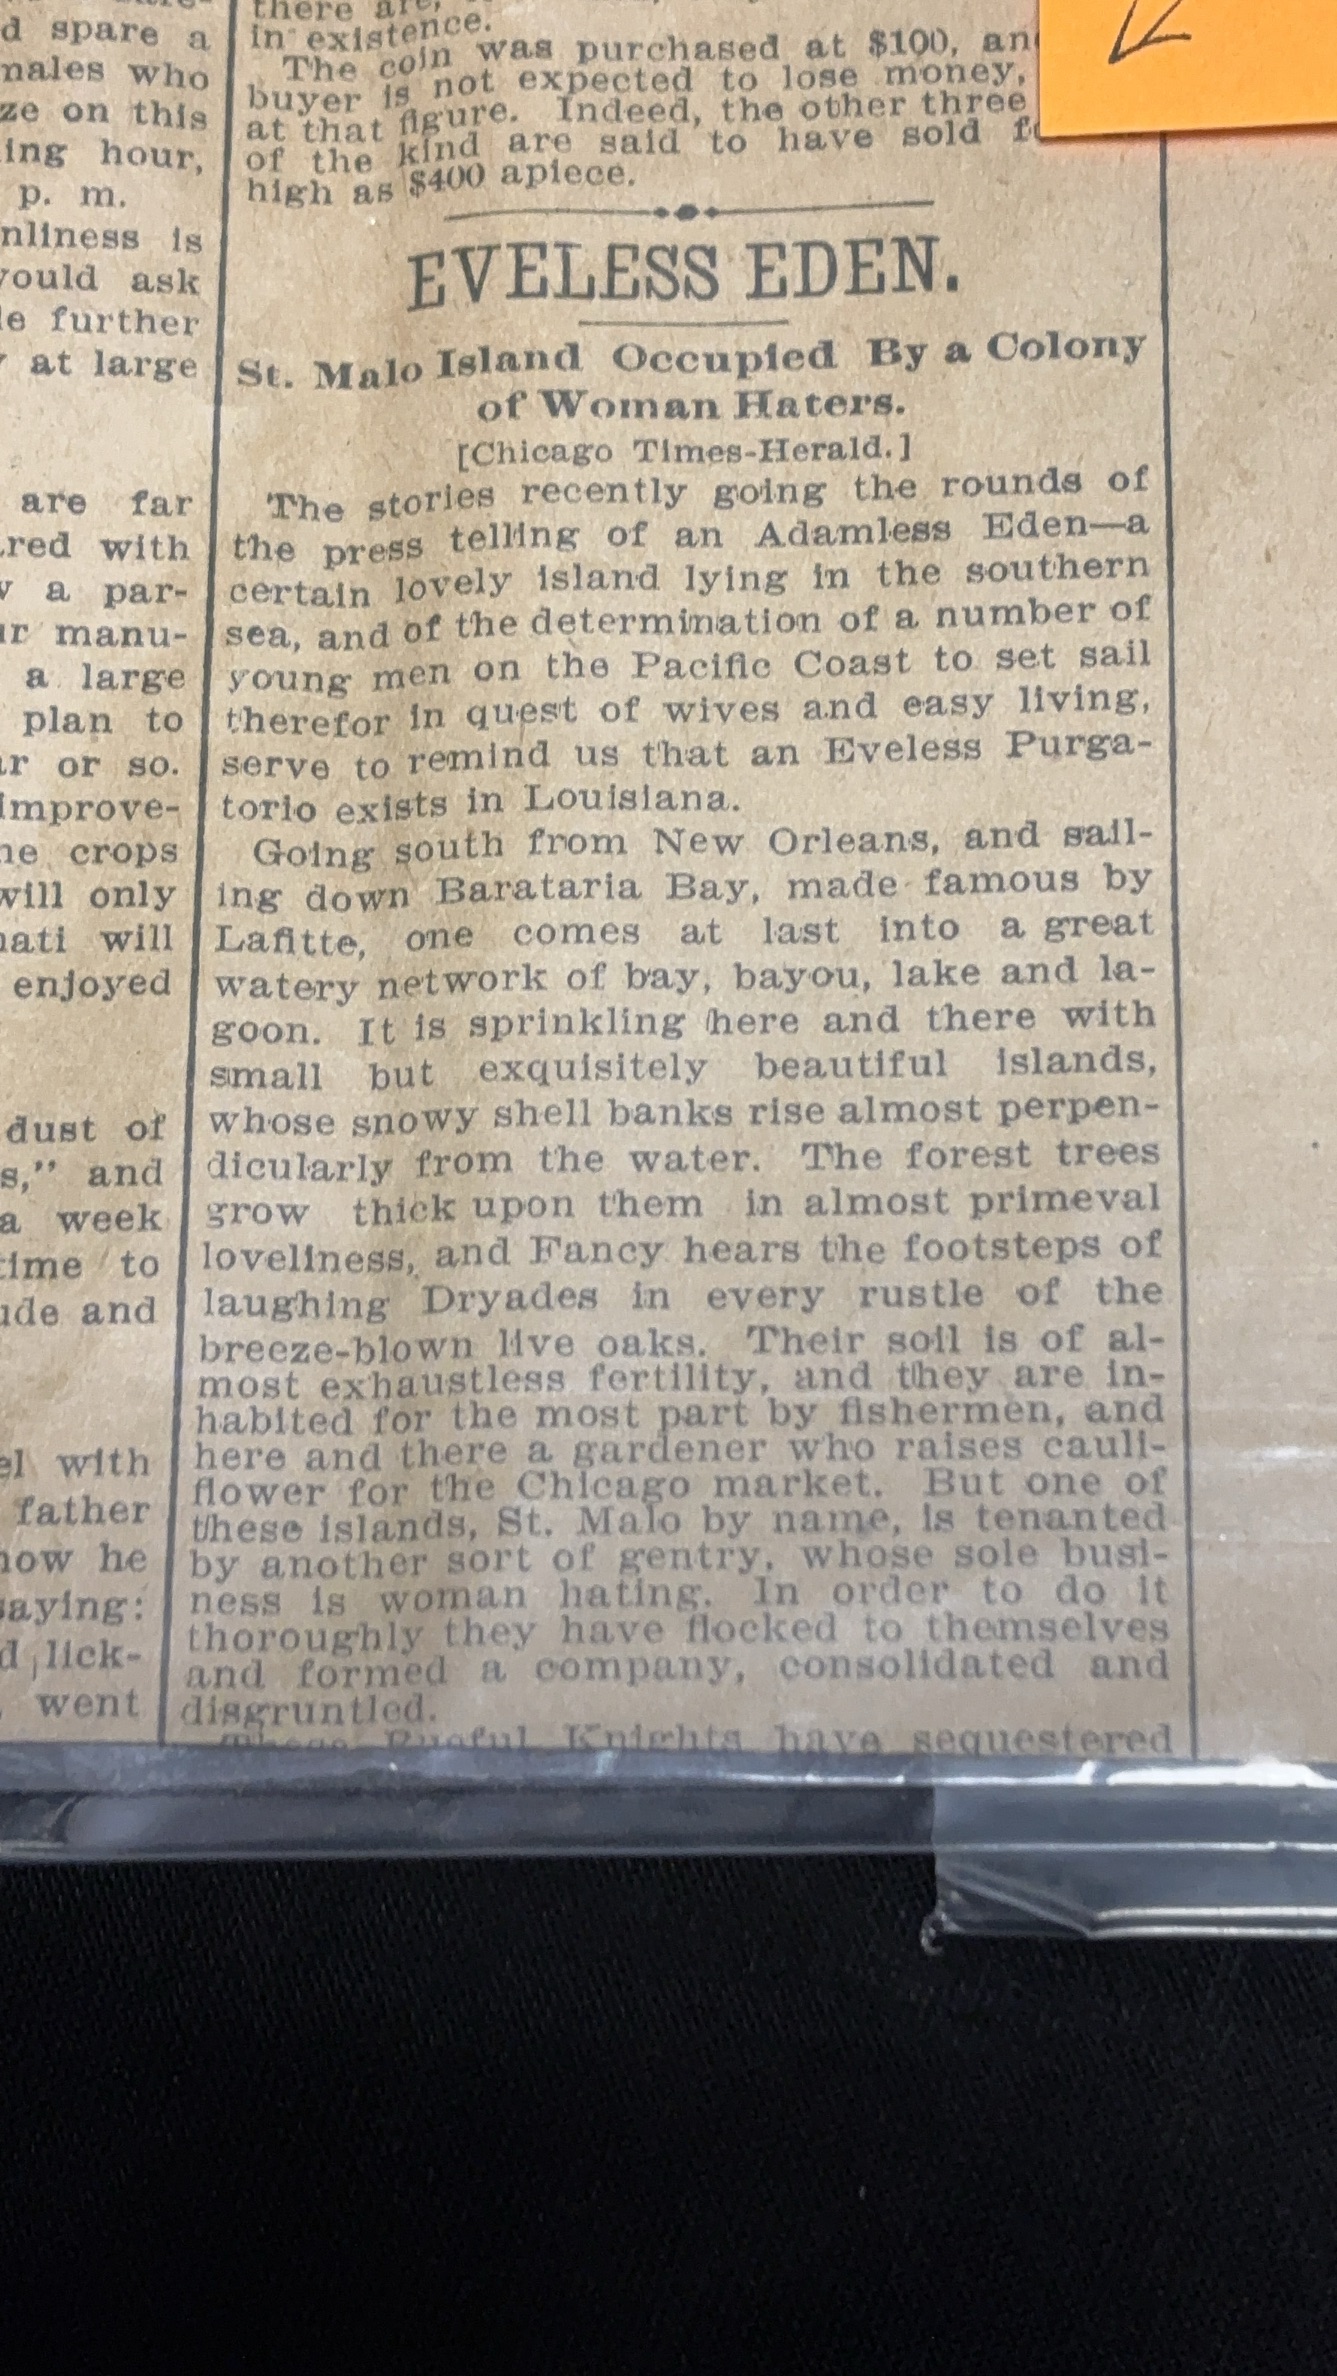 d spare a
males who
ze on this
ing hour,
p. m.
nliness is
would ask
le further
at large
are far
red with
a par-
ur manu-
a large
plan to
ar or so.
improve-
he crops
will only
nati will
enjoyed
dust of
s," and
a week
time to
ude and
el with
father
how he
saying:
d lick-
went
there are,
in existence.
The coin was purchased at $100, an
buyer is not expected to lose money,
at that figure. Indeed, the other three
of the kind are said to have sold f
high as $400 apiece.
EVELESS EDEN.
St. Malo Island Occupied By a Colony
of Woman Haters.
[Chicago Times-Herald.]
The stories recently going the rounds of
the press telling of an Adamless Eden—a
certain lovely island lying in the southern
sea, and of the determination of a number of
young men on the Pacific Coast to set sail
therefor in quest of wives and easy living,
serve to remind us that an Eveless Purga-
torio exists in Louisiana.
Going south from New Orleans, and sail-
ing down Barataria Bay, made famous by
Lafitte, one comes at last into a great
watery network of bay, bayou, lake and la-
goon. It is sprinkling here and there with
small but exquisitely beautiful islands,
whose snowy shell banks rise almost perpen-
dicularly from the water. The forest trees
grow thick upon them in almost primeval
loveliness, and Fancy hears the footsteps of
laughing Dryades in every rustle of the
breeze-blown live oaks. Their soil is of al-
most exhaustless fertility, and they are in-
habited for the most part by fishermen, and
here and there a gardener who raises cauli-
flower for the Chicago market. But one of
these islands, St. Malo by name, is tenanted
by another sort of gentry, whose sole busi-
ness is woman hating. In order to do it
thoroughly they have flocked to themselves
and formed a company, consolidated and
disgruntled.
These Rueful Knights have sequestered